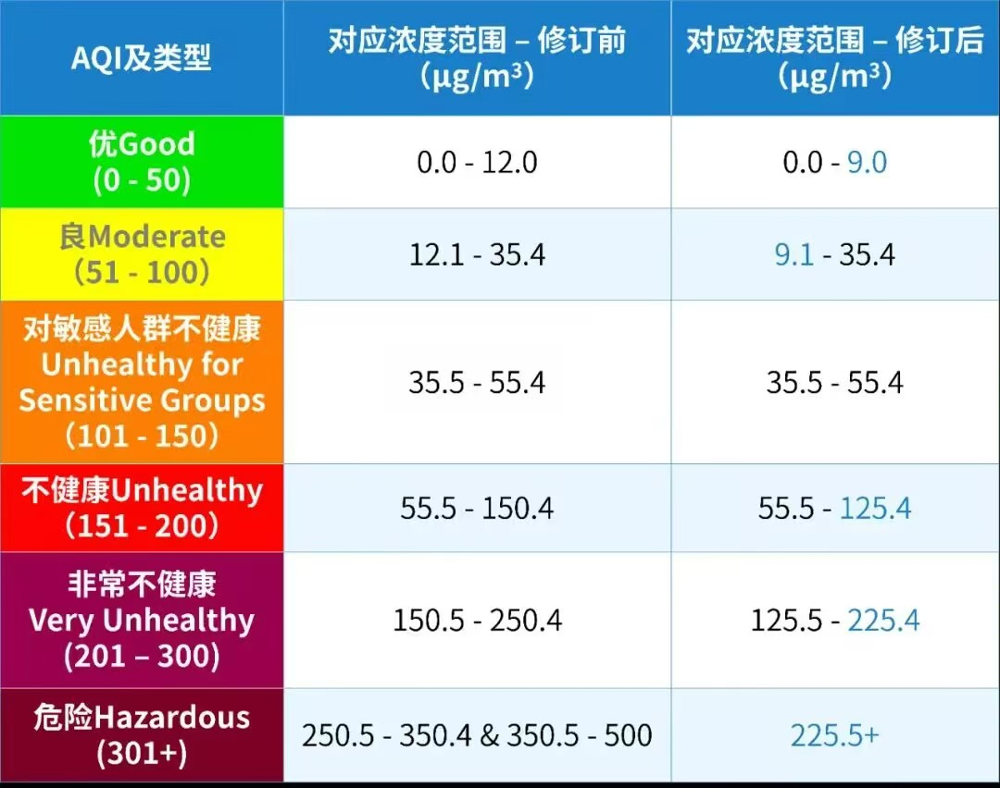 AQI及类型
对应浓度范围 – 修订前
（μg/m³）
对应浓度范围 – 修订后
（μg/m³）
优Good
(0 - 50)
0.0 - 12.0
0.0 - 9.0
良Moderate
（51 - 100）
12.1 - 35.4
9.1 - 35.4
对敏感人群不健康
Unhealthy for
Sensitive Groups
（101 - 150）
35.5 - 55.4
35.5 - 55.4
不健康Unhealthy
（151 - 200）
55.5 - 150.4
55.5 - 125.4
非常不健康
Very Unhealthy
(201 – 300)
150.5 - 250.4
125.5 - 225.4
危险Hazardous
(301+)
250.5 - 350.4 & 350.5 - 500
225.5+